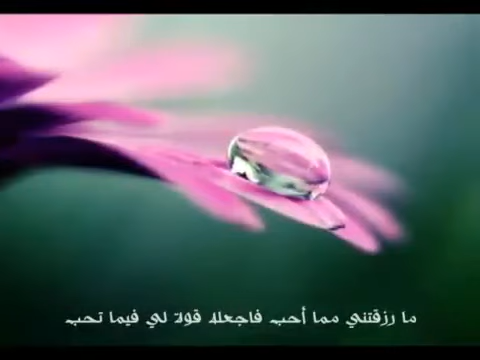 ما رزقتني مما أحب فاجعله قوة لي فيما تحب